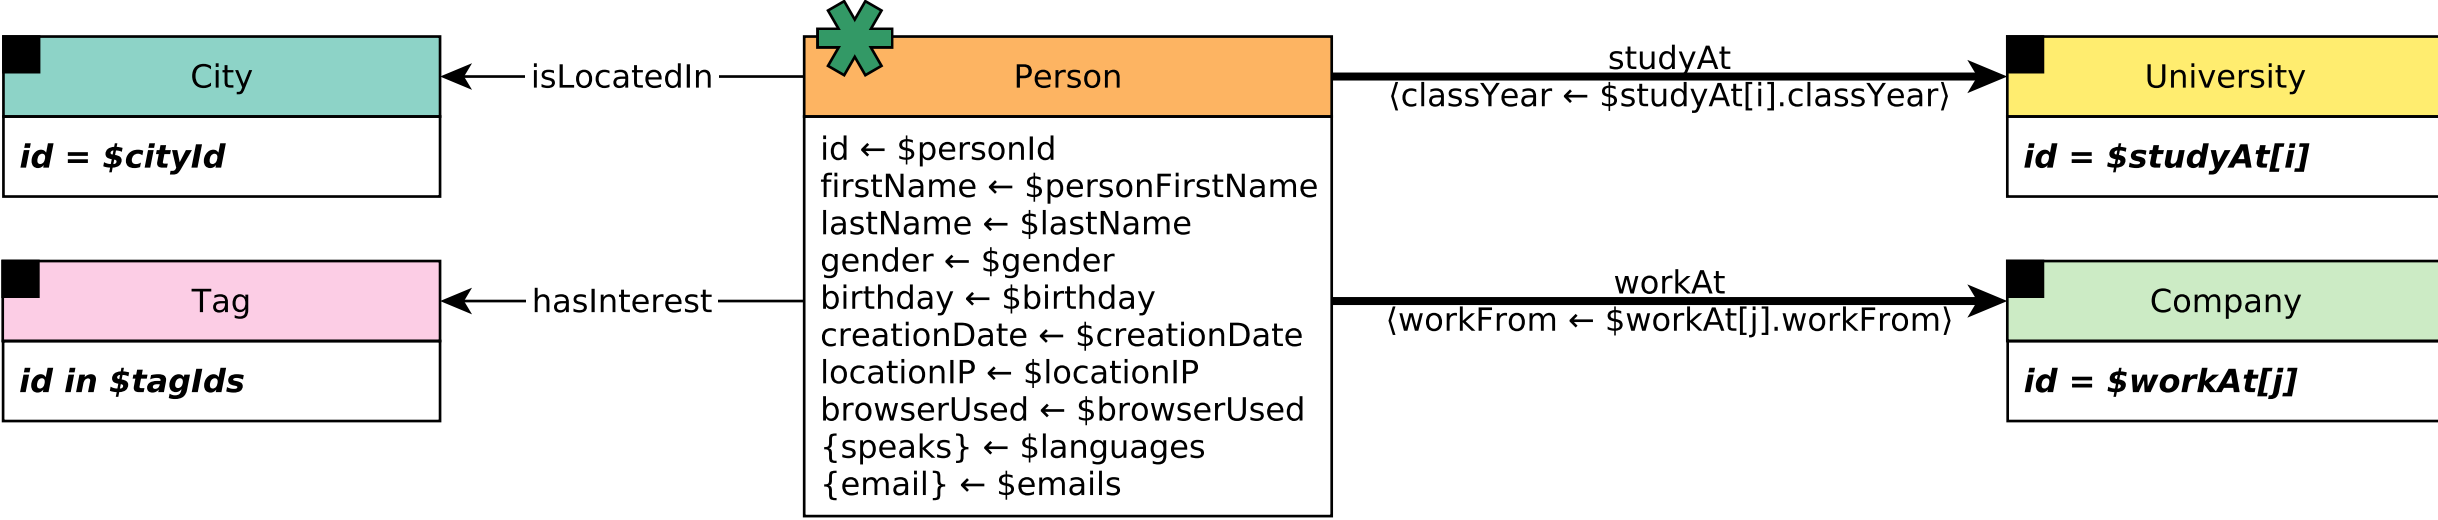 City
id = $cityId
isLocatedIn
Tag
id in $tagIds
hasInterest
Person
id ← $personId
firstName ← $personFirstName
lastName ← $lastName
gender ← $gender
birthday ← $birthday
creationDate ← $creationDate
locationIP ← $locationIP
browserUsed ← $browserUsed
{speaks} ← $languages
{email} ← $emails
studyAt
⟨classYear ← $studyAt[i].classYear⟩
University
id = $studyAt[i]
workAt
⟨workFrom ← $workAt[j].workFrom⟩
Company
id = $workAt[j]